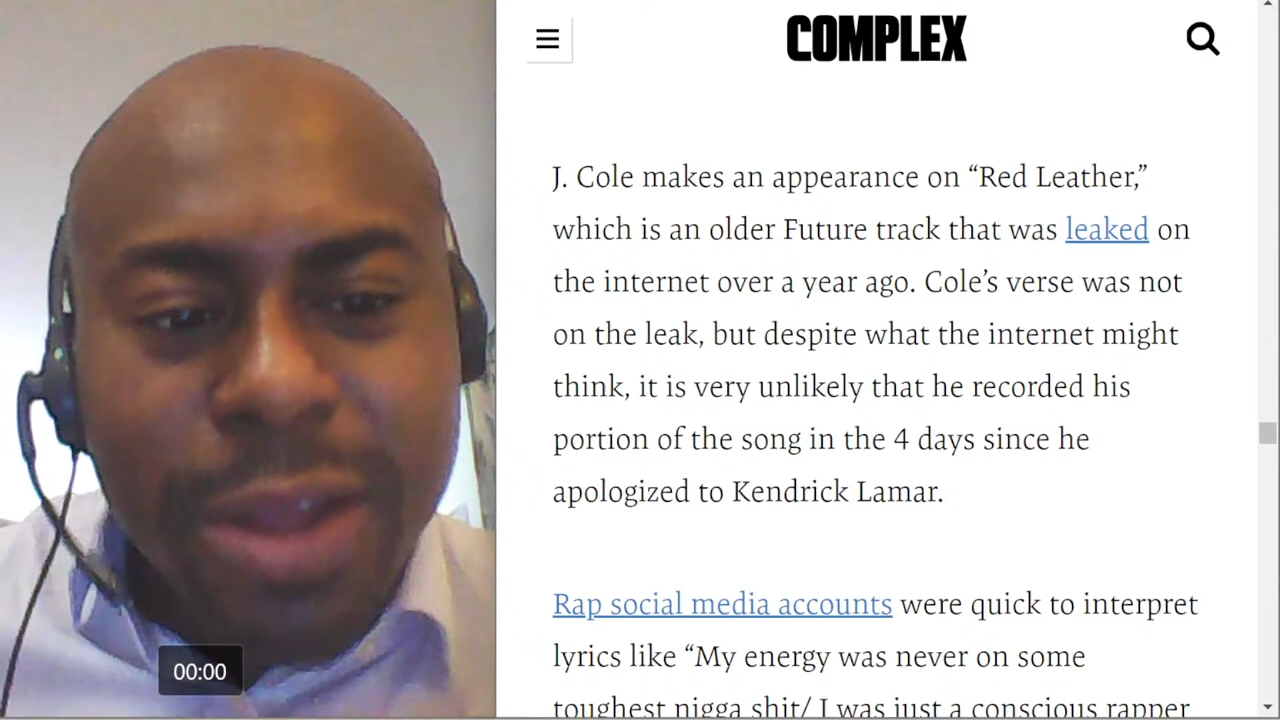 COMPLEX
J. Cole makes an appearance on “Red Leather,”
which is an older Future track that was leaked on
the internet over a year ago. Cole’s verse was not
on the leak, but despite what the internet might
think, it is very unlikely that he recorded his
portion of the song in the 4 days since he
apologized to Kendrick Lamar.
Rap social media accounts were quick to interpret
lyrics like “My energy was never on some
toughest nigga shit/ I was just a conscious rapper
00:00